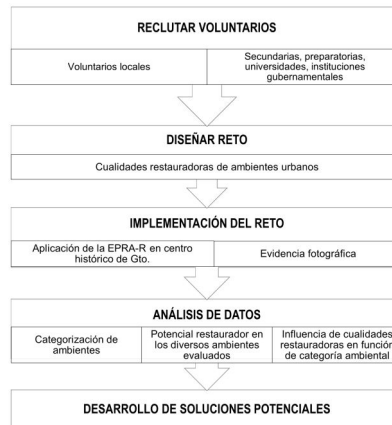 RECLUTAR VOLUNTARIOS
Voluntarios locales
Secundarias, preparatorias,
universidades, instituciones
gubernamentales
DISEÑAR RETO
Cualidades restauradoras de ambientes urbanos
IMPLEMENTACIÓN DEL RETO
Aplicación de la EPRA-R en centro
histórico de Gto.
Evidencia fotográfica
ANÁLISIS DE DATOS
Categorización de
ambientes
Potencial restaurador en
los diversos ambientes
evaluados
Influencia de cualidades
restauradoras en función
de categoría ambiental
DESARROLLO DE SOLUCIONES POTENCIALES